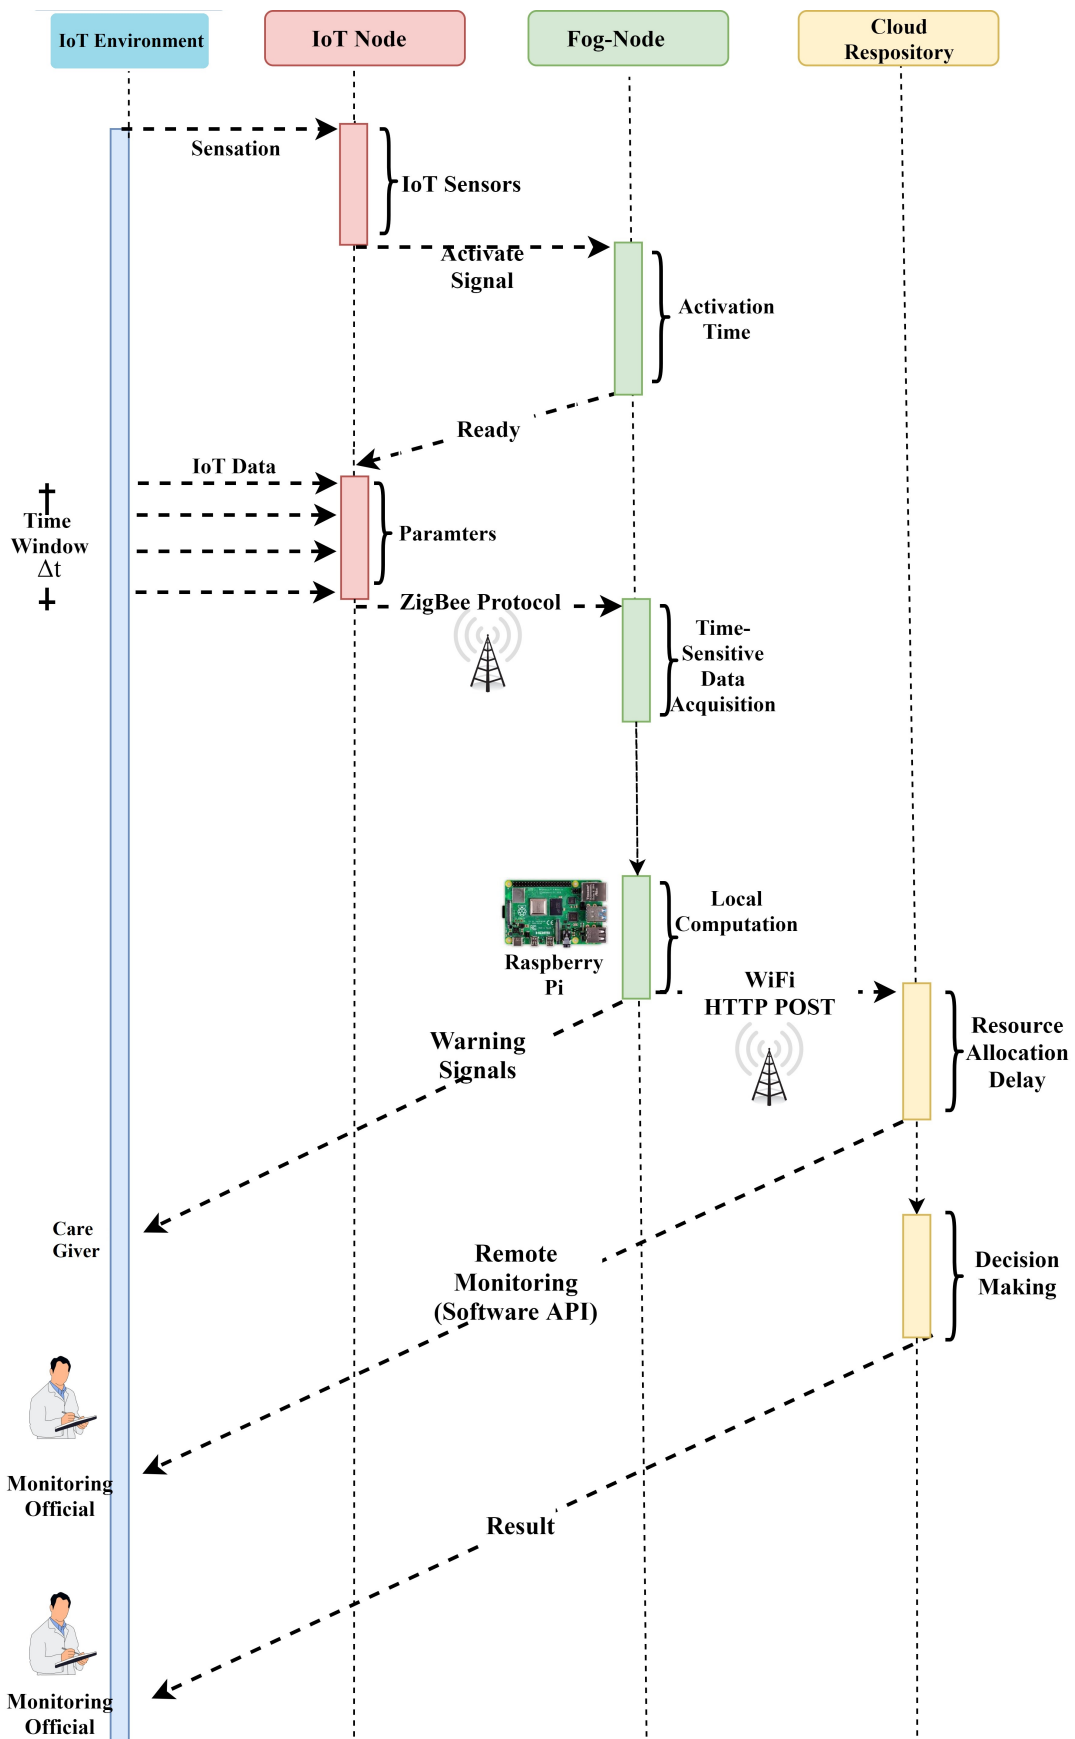 IoT Environment
IoT Node
Fog-Node
Cloud
Respository
Sensation
IoT Sensors
Activate
Signal
Activation
Time
Ready
IoT Data
Time
Window
Δt
Paramters
ZigBee Protocol
Time-
Sensitive
Data
Acquisition
Local
Computation
Raspberry
Pi
WiFi
HTTP POST
Resource
Allocation
Delay
Warning
Signals
Care
Giver
Remote
Monitoring
(Software API)
Decision
Making
Monitoring
Official
Result
Monitoring
Official